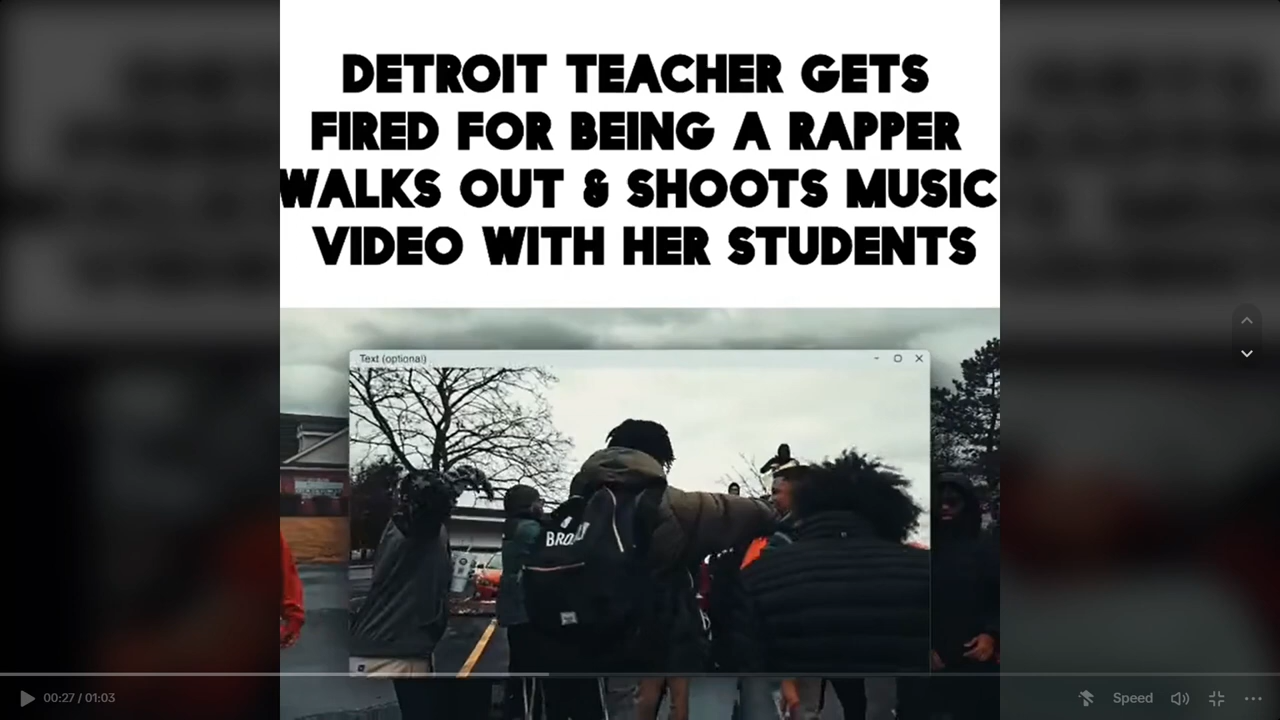 DETROIT TEACHER GETS
FIRED FOR BEING A RAPPER
WALKS OUT & SHOOTS MUSIC
VIDEO WITH HER STUDENTS
Text (optional)
00:27 / 01:03
Speed